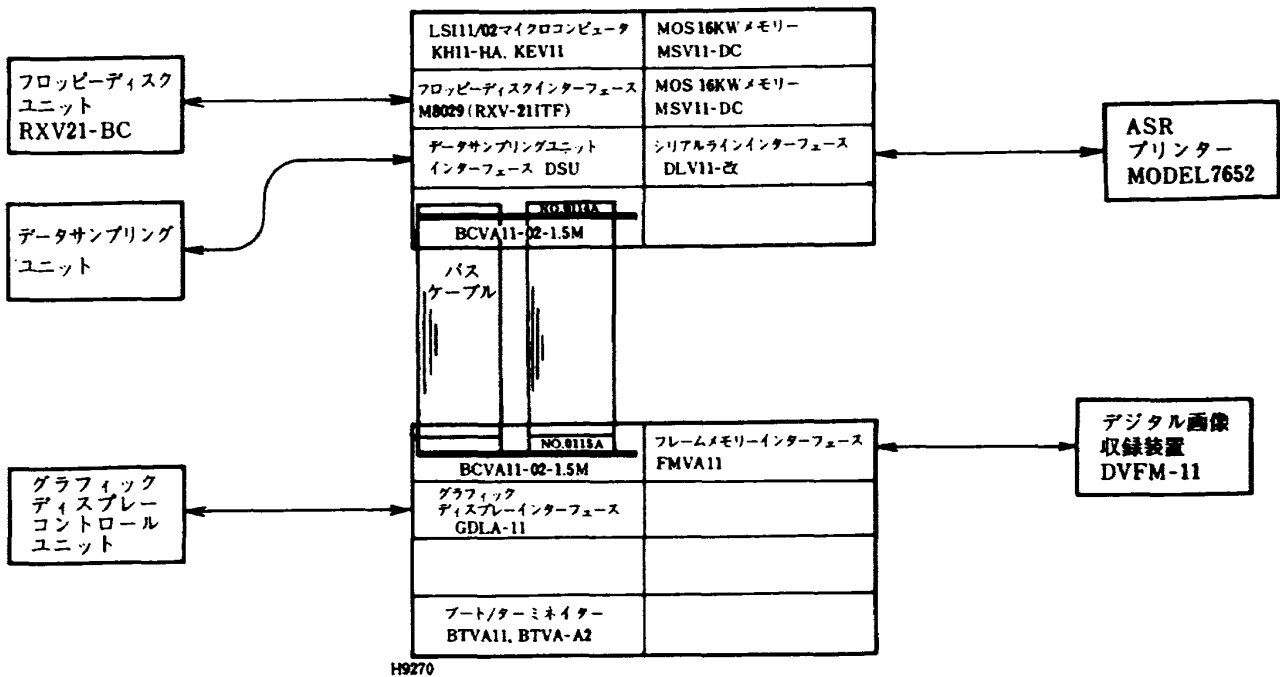 LSI11/02マイクロコンピュータ
KH11-HA, KEV11
MOS16KWメモリー
MSV11-DC
フロッピーディスク
ユニット
RXV21-BC
フロッピーディスクインターフェース
M8029(RXV-21ITF)
MOS 16KWメモリー
MSV11-DC
データサンプリングユニット
インターフェース DSU
シリアルラインインターフェース
DLV11-改
ASR
プリンター
MODEL7652
データサンプリング
ユニット
NO.9114A
BCVA11-02-1.5M
バス
ケーブル
NO.9115A
BCVA11-02-1.5M
フレームメモリーインターフェース
FMVA11
デジタル画像
収録装置
DVFM-11
グラフィック
ディスプレー
コントロール
ユニット
グラフィック
ディスプレーインターフェース
GDLA-11
ブート/ターミネイター
BTVA11, BTVA-A2
H9270